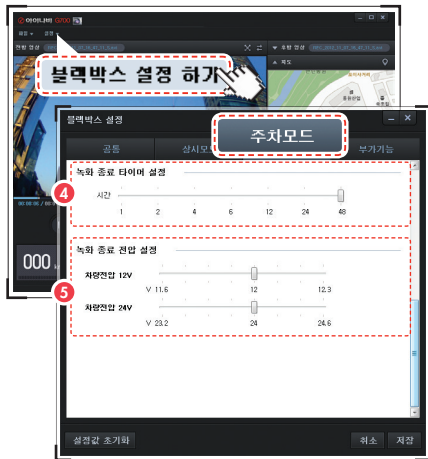 아이나비 G700
파일 설정
전방 영상
후방 영상
지도
블랙박스 설정 하기
블랙박스 설정
공통 상시모 주차모드 부가기능
4 녹화 종료 타이머 설정
시간
1 2 4 6 12 24 48
5 녹화 종료 전압 설정
차량전압 12V
V 11.6 12 12.3
차량전압 24V
V 23.2 24 24.6
000
설정값 초기화 취소 저장